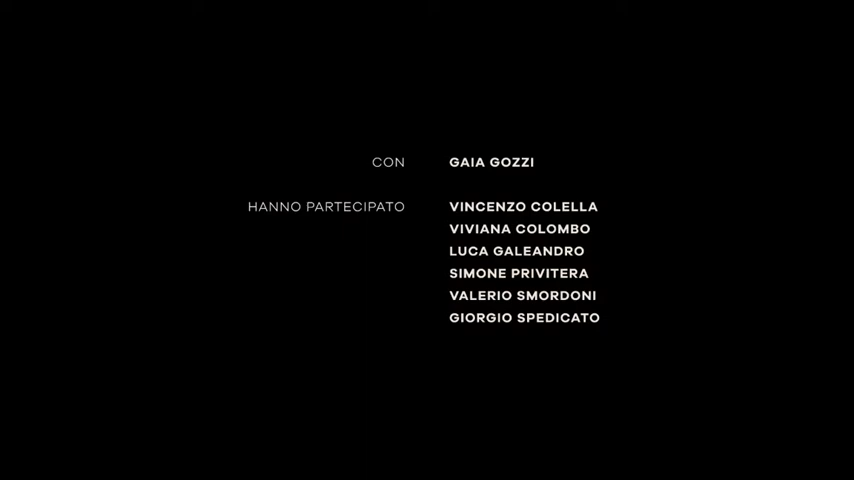 CON GAIA GOZZI
HANNO PARTECIPATO VINCENZO COLELLA
VIVIANA COLOMBO
LUCA GALEANDRO
SIMONE PRIVITERA
VALERIO SMORDONI
GIORGIO SPEDICATO